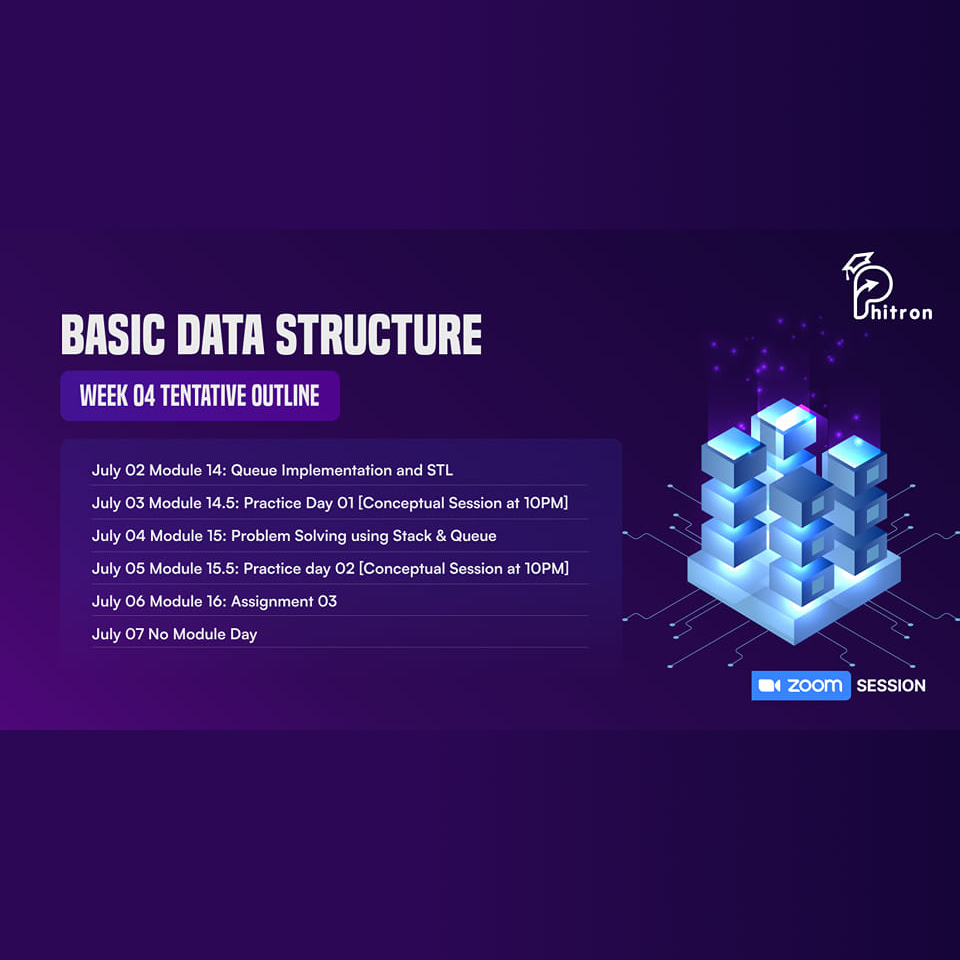 Phitron
BASIC DATA STRUCTURE
WEEK 04 TENTATIVE OUTLINE
July 02 Module 14: Queue Implementation and STL
July 03 Module 14.5: Practice Day 01 [Conceptual Session at 10PM]
July 04 Module 15: Problem Solving using Stack & Queue
July 05 Module 15.5: Practice day 02 [Conceptual Session at 10PM]
July 06 Module 16: Assignment 03
July 07 No Module Day
zoom SESSION